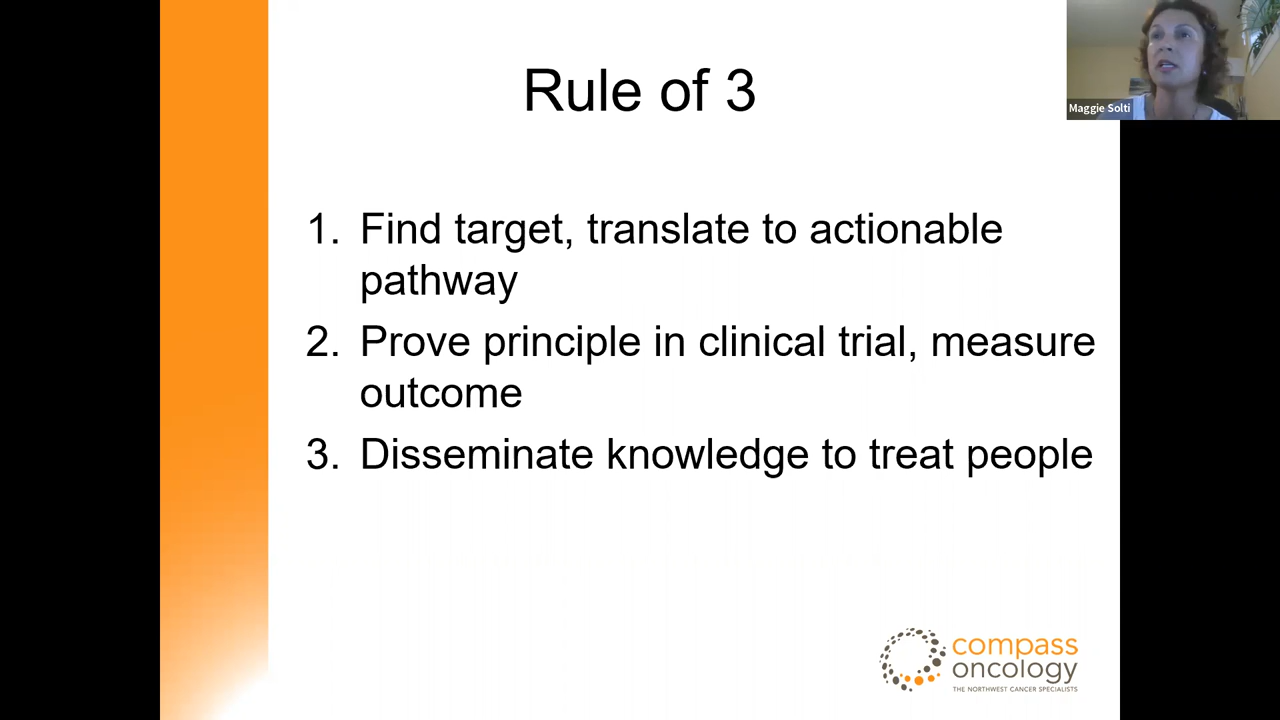 Rule of 3
Maggie Solti
1. Find target, translate to actionable
pathway
2. Prove principle in clinical trial, measure
outcome
3. Disseminate knowledge to treat people
compass
oncology
THE NORTHWEST CANCER SPECIALISTS